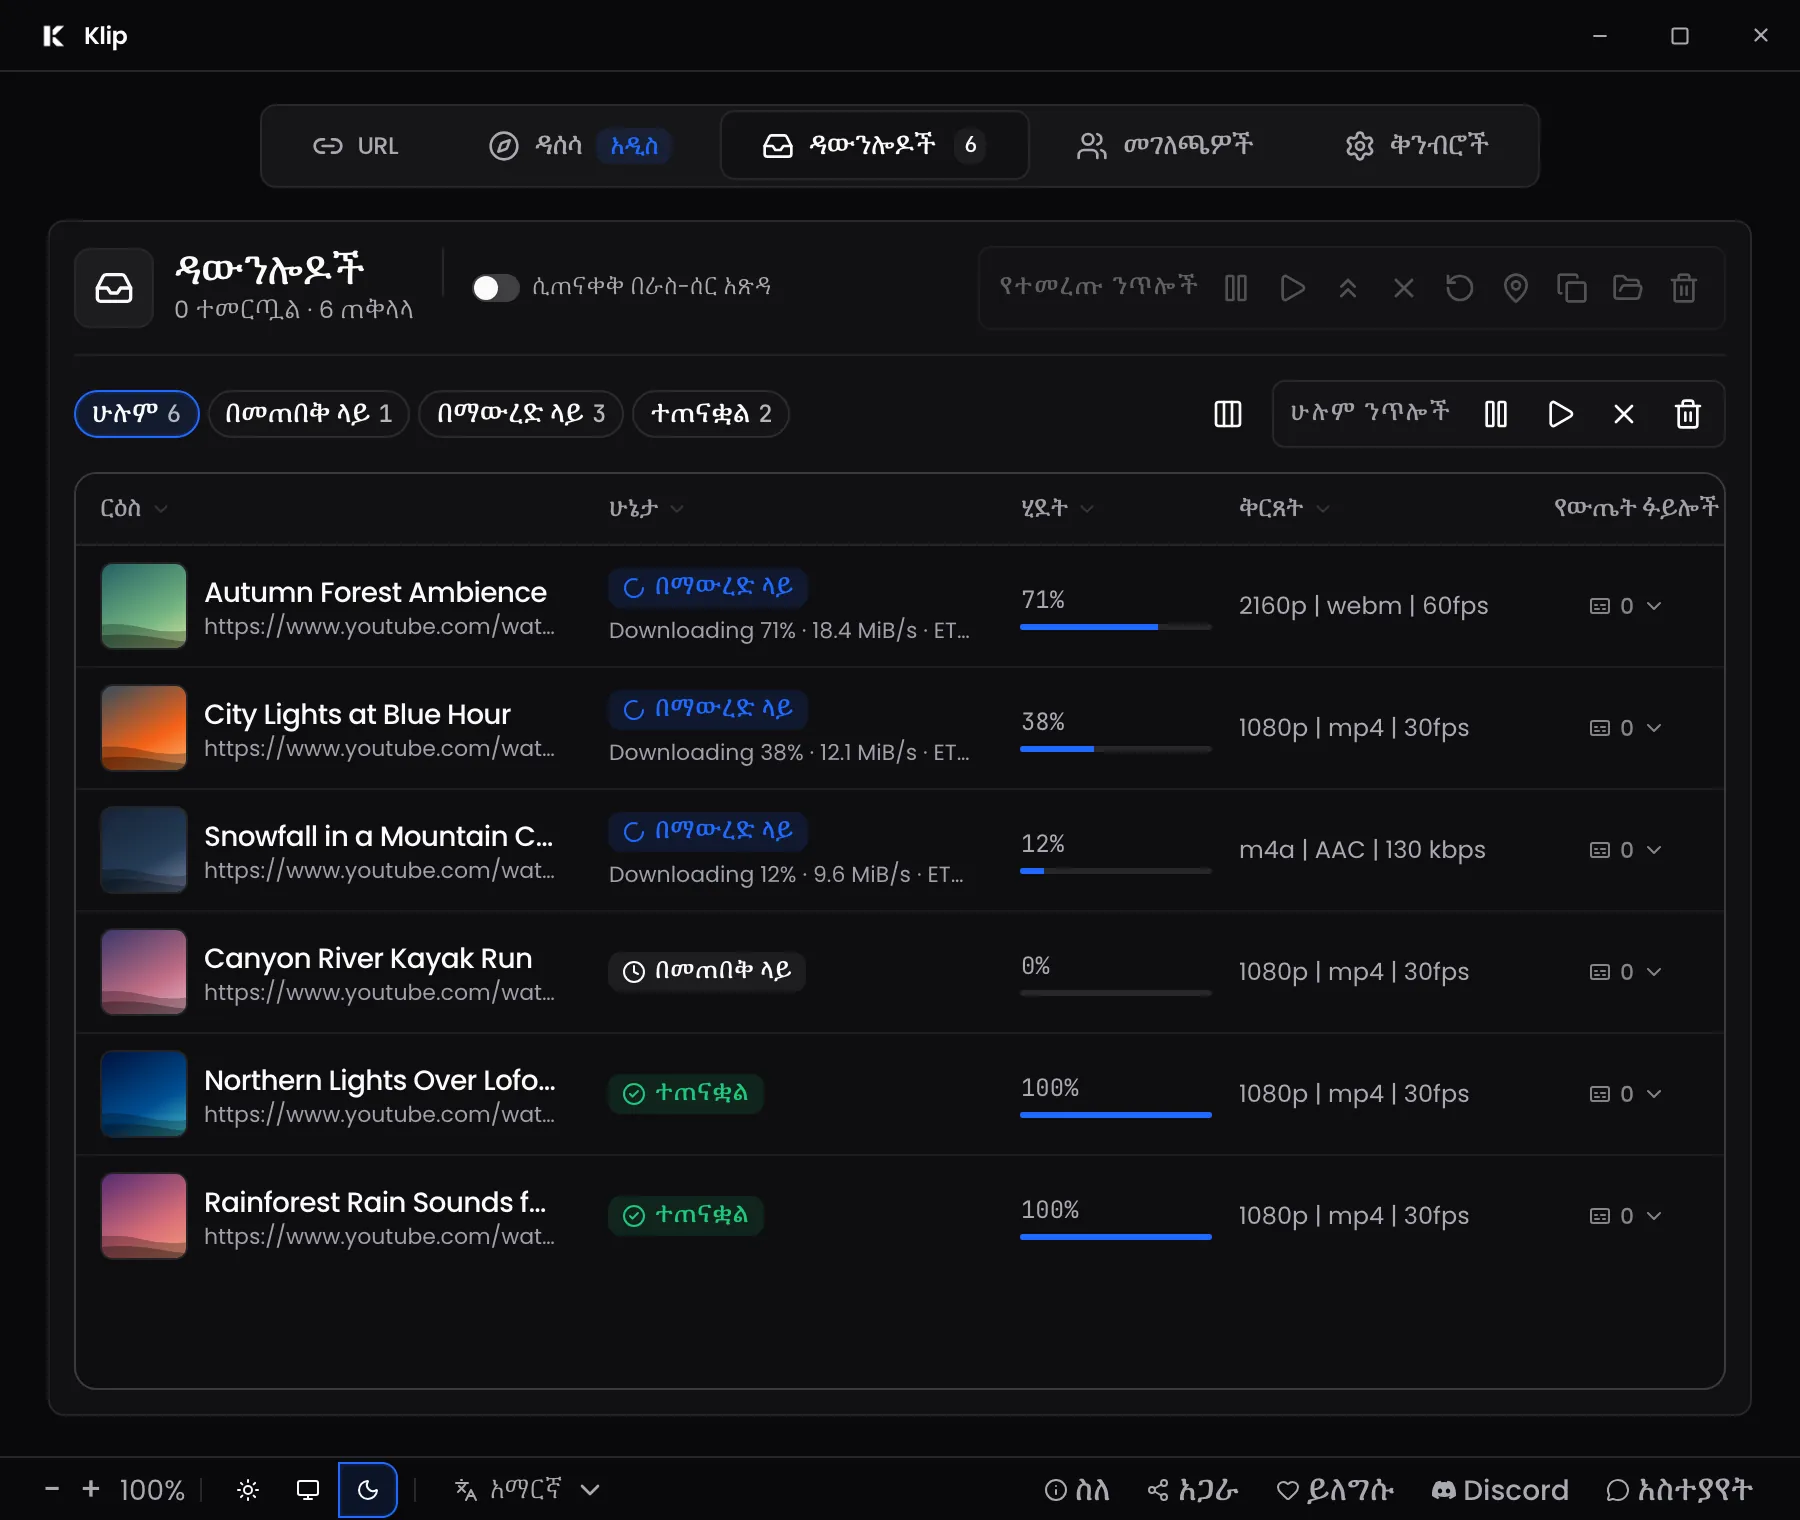 Klip
URL
ዳሰሳ አዲስ
ዳውንሎዶች 6
መገለጫዎች
ቅንብሮች
ዳውንሎዶች
0 ተመርጧል · 6 ጠቅላላ
ሲጠናቀቅ በራስ-ሰር አጽዳ
የተመረጡ ንጥሎች
ሁሉም 6
በመጠበቅ ላይ 1
በማውረድ ላይ 3
ተጠናቋል 2
ሁሉም ንጥሎች
ርዕስ ሁኔታ ሂደት ቅርጸት የውጤት ፋይሎች
Autumn Forest Ambience
https://www.youtube.com/wat...
በማውረድ ላይ
Downloading 71% · 18.4 MiB/s · ET...
71%
2160p | webm | 60fps
0
City Lights at Blue Hour
https://www.youtube.com/wat...
በማውረድ ላይ
Downloading 38% · 12.1 MiB/s · ET...
38%
1080p | mp4 | 30fps
0
Snowfall in a Mountain C...
https://www.youtube.com/wat...
በማውረድ ላይ
Downloading 12% · 9.6 MiB/s · ET...
12%
m4a | AAC | 130 kbps
0
Canyon River Kayak Run
https://www.youtube.com/wat...
በመጠበቅ ላይ
0%
1080p | mp4 | 30fps
0
Northern Lights Over Lofo...
https://www.youtube.com/wat...
ተጠናቋል
100%
1080p | mp4 | 30fps
0
Rainforest Rain Sounds f...
https://www.youtube.com/wat...
ተጠናቋል
100%
1080p | mp4 | 30fps
0
− + 100%
አማርኛ
ስለ
አጋራ
ይለግሱ
Discord
አስተያየት